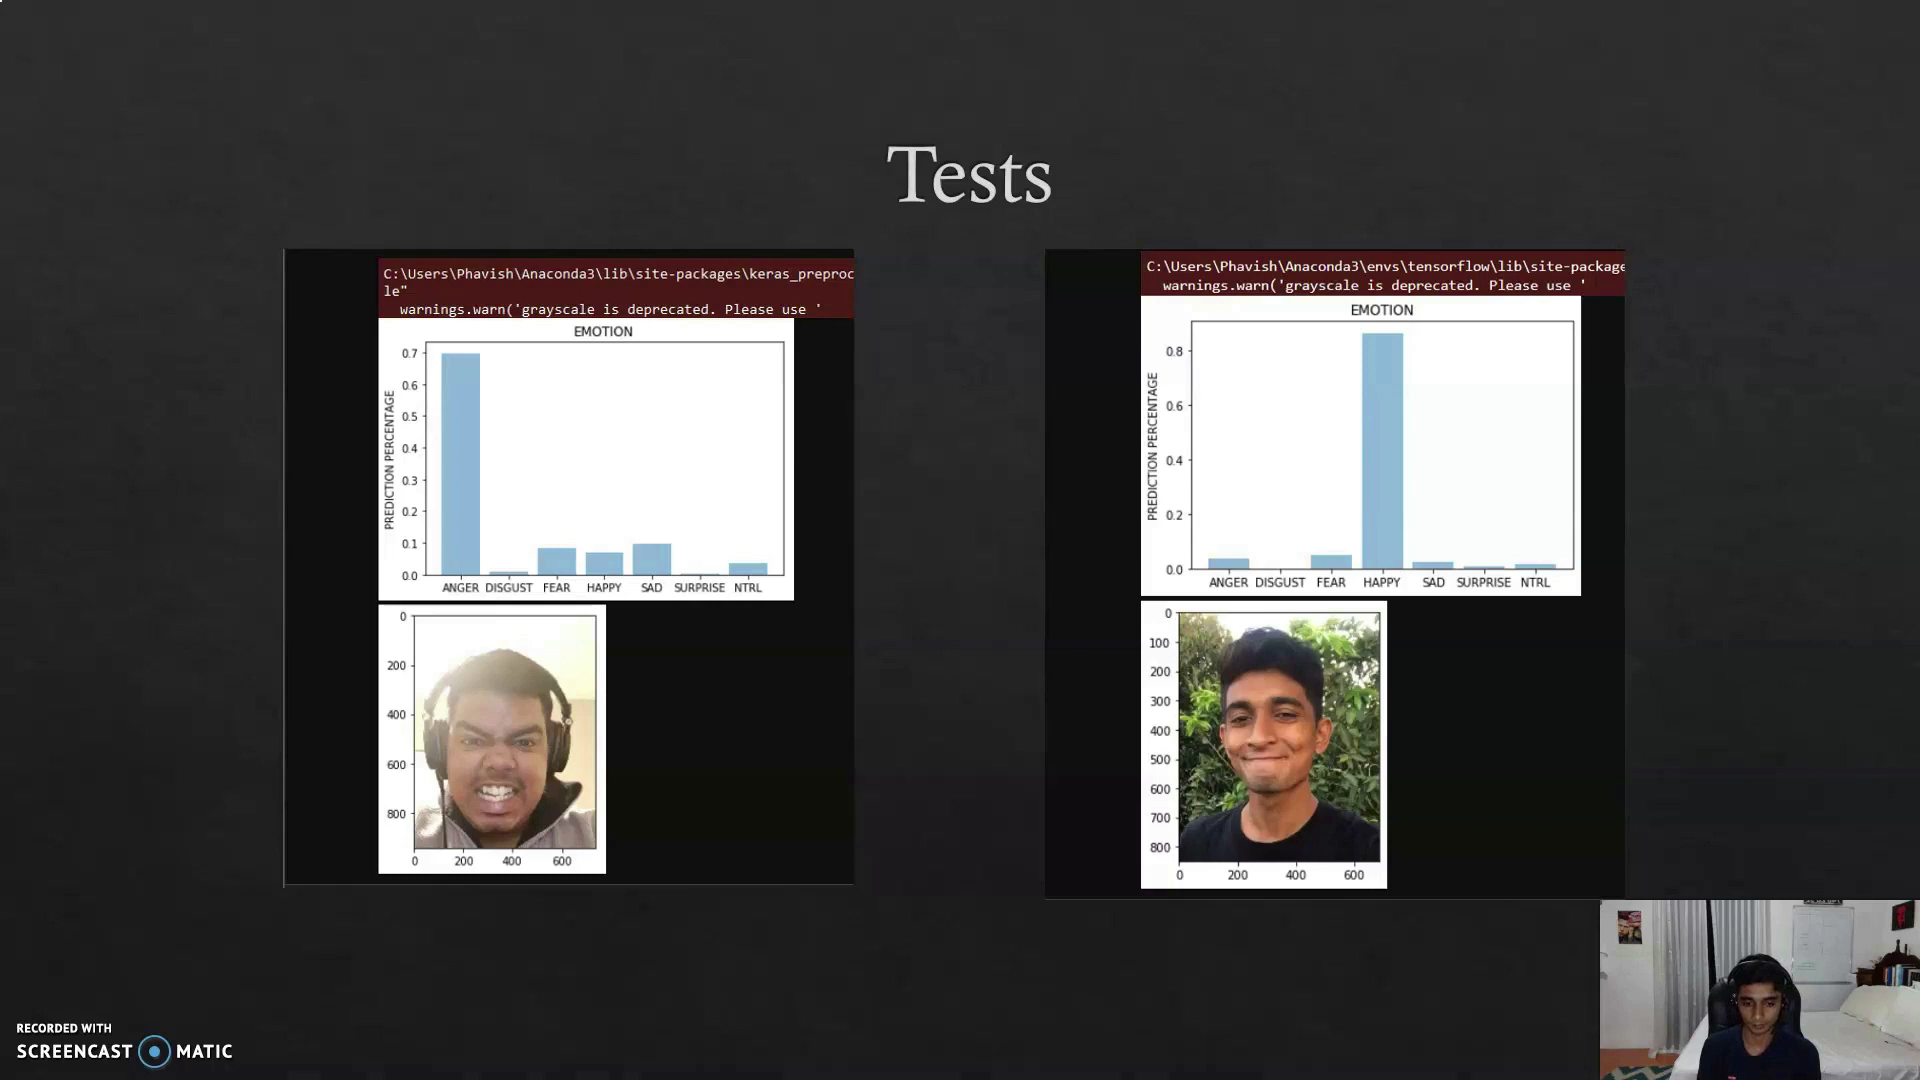 Tests
C:\Users\Phavish\Anaconda3\lib\site-packages\keras_preproc
le"
warnings.warn('grayscale is deprecated. Please use '
EMOTION
PREDICTION PERCENTAGE
0.7
0.6
0.5
0.4
0.3
0.2
0.1
0.0
ANGER DISGUST FEAR HAPPY SAD SURPRISE NTRL
0
200
400
600
800
0 200 400 600
C:\Users\Phavish\Anaconda3\envs\tensorflow\lib\site-package
warnings.warn('grayscale is deprecated. Please use '
EMOTION
PREDICTION PERCENTAGE
0.8
0.6
0.4
0.2
0.0
ANGER DISGUST FEAR HAPPY SAD SURPRISE NTRL
0
100
200
300
400
500
600
700
800
0 200 400 600
RECORDED WITH
SCREENCAST MATIC